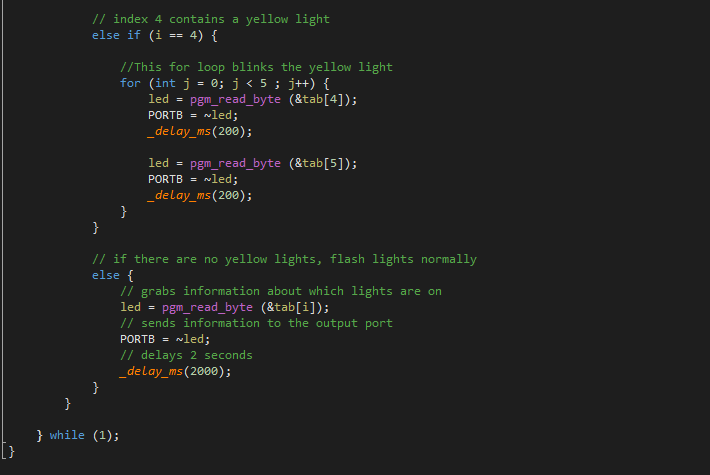 // index 4 contains a yellow light
else if (i == 4) {
//This for loop blinks the yellow light
for (int j = 0; j < 5 ; j++) {
led = pgm_read_byte (&tab[4]);
PORTB = ~led;
_delay_ms(200);
led = pgm_read_byte (&tab[5]);
PORTB = ~led;
_delay_ms(200);
}
}
// if there are no yellow lights, flash lights normally
else {
// grabs information about which lights are on
led = pgm_read_byte (&tab[i]);
// sends information to the output port
PORTB = ~led;
// delays 2 seconds
_delay_ms(2000);
}
}
} while (1);
}